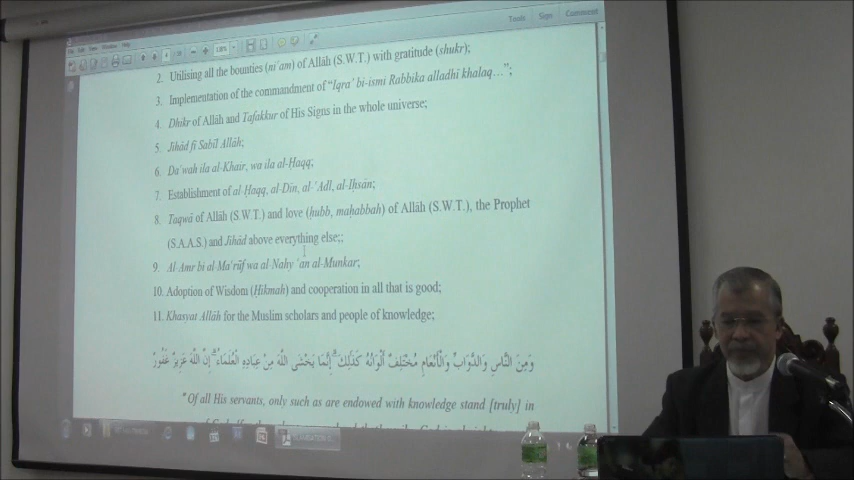 Tools Sign Comment
2. Utilising all the bounties (ni'am) of Allāh (S.W.T.) with gratitude (shukr);
3. Implementation of the commandment of "Iqra' bi-ismi Rabbika alladhī khalaq…";
4. Dhikr of Allāh and Tafakkur of His Signs in the whole universe;
5. Jihād fī Sabīl Allāh;
6. Da'wah ila al-Khair, wa ila al-Ḥaqq;
7. Establishment of al-Ḥaqq, al-Dīn, al-'Adl, al-Iḥsān;
8. Taqwā of Allāh (S.W.T.) and love (ḥubb, maḥabbah) of Allāh (S.W.T.), the Prophet
(S.A.A.S.) and Jihād above everything else;;
9. Al-Amr bi al-Ma'rūf wa al-Nahy 'an al-Munkar;
10. Adoption of Wisdom (Ḥikmah) and cooperation in all that is good;
11. Khasyat Allāh for the Muslim scholars and people of knowledge;
وَمِنَ النَّاسِ وَالدَّوَابِّ وَالْأَنْعَامِ مُخْتَلِفٌ أَلْوَانُهُ كَذَٰلِكَ ۗ إِنَّمَا يَخْشَى اللَّهَ مِنْ عِبَادِهِ الْعُلَمَاءُ ۗ إِنَّ اللَّهَ عَزِيزٌ غَفُورٌ
"Of all His servants, only such as are endowed with knowledge stand [truly] in